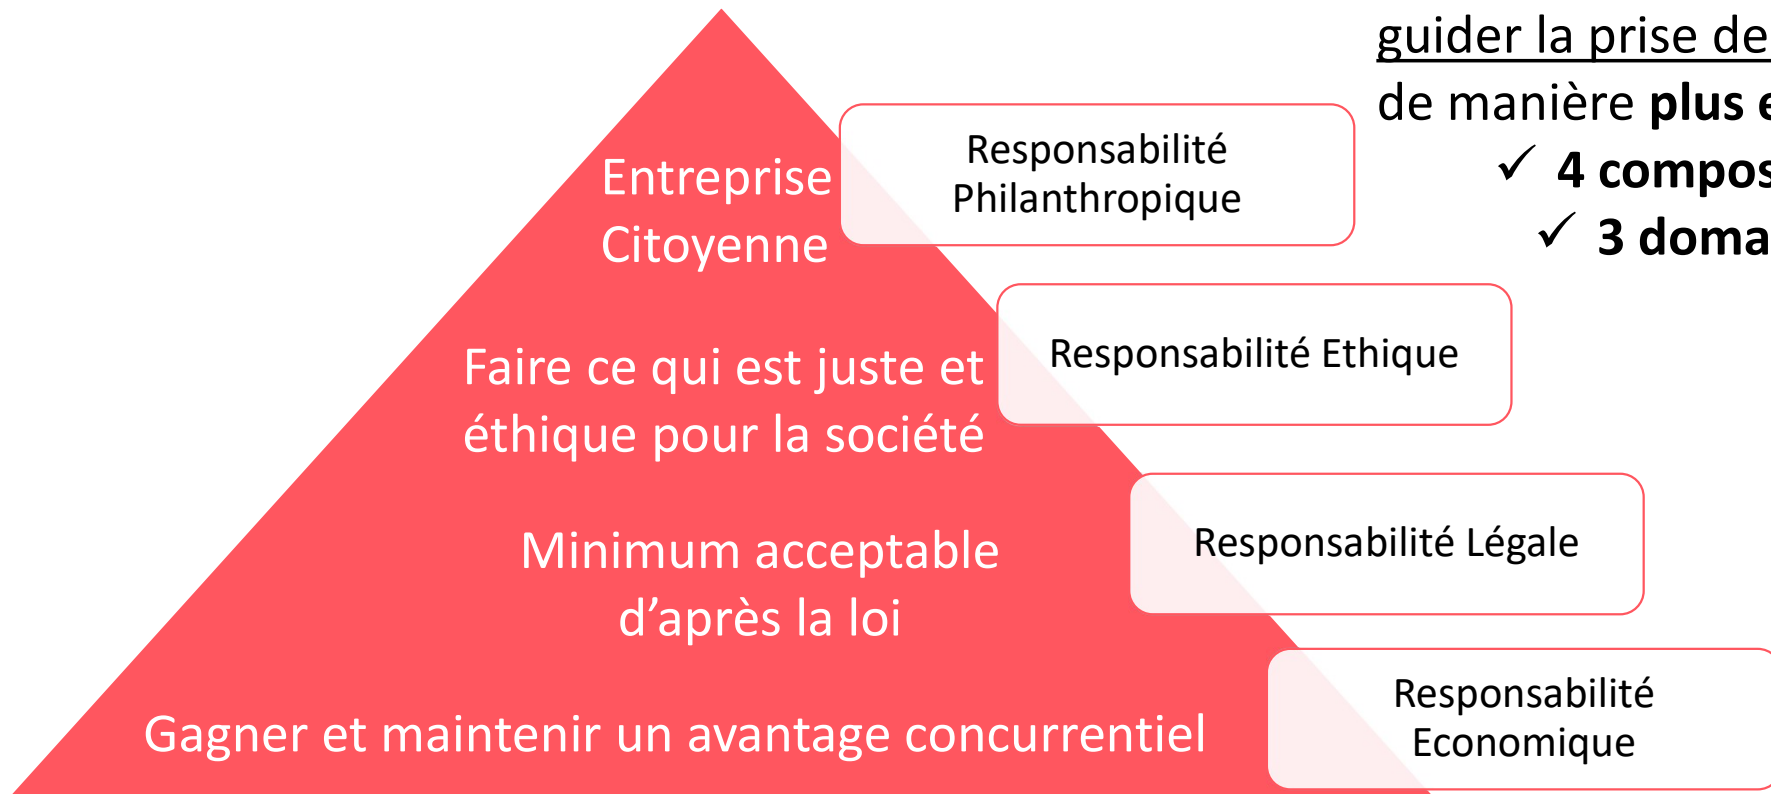 guider la prise de
de manière plus
✓ 4
✓ 3
Entreprise
Citoyenne
Responsabilité
Philanthropique
Faire ce qui est juste et
éthique pour la société
Responsabilité Ethique
Minimum acceptable
d’après la loi
Responsabilité Légale
Gagner et maintenir un avantage concurrentiel
Responsabilité
Economique